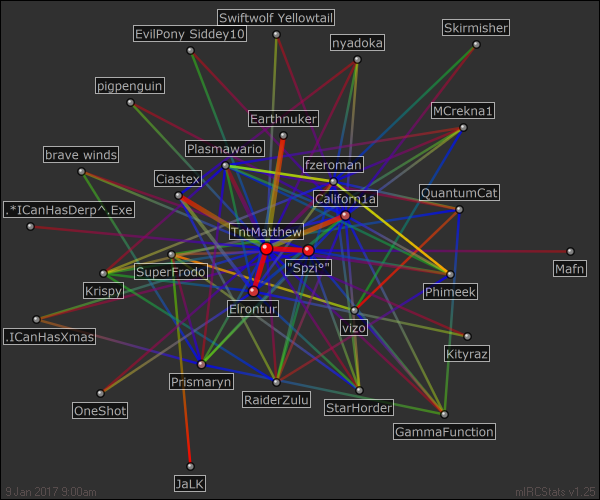 Swiftwolf Yellowtail
EvilPony Siddey10
Skirmisher
nyadoka
pigpenguin
MCrekna1
Earthnuker
Plasmawario
brave winds
fzeroman
Ciastex
QuantumCat
Californ1a
.*ICanHasDerp^.Exe
TntMatthew
"Spzi°"
Mafn
SuperFrodo
Krispy
Phimeek
Elrontur
vizo
.ICanHasXmas
Kityraz
Prismaryn
RaiderZulu
StarHorder
OneShot
GammaFunction
JaLK
9 Jan 2017 9:00am
mIRCStats v1.25